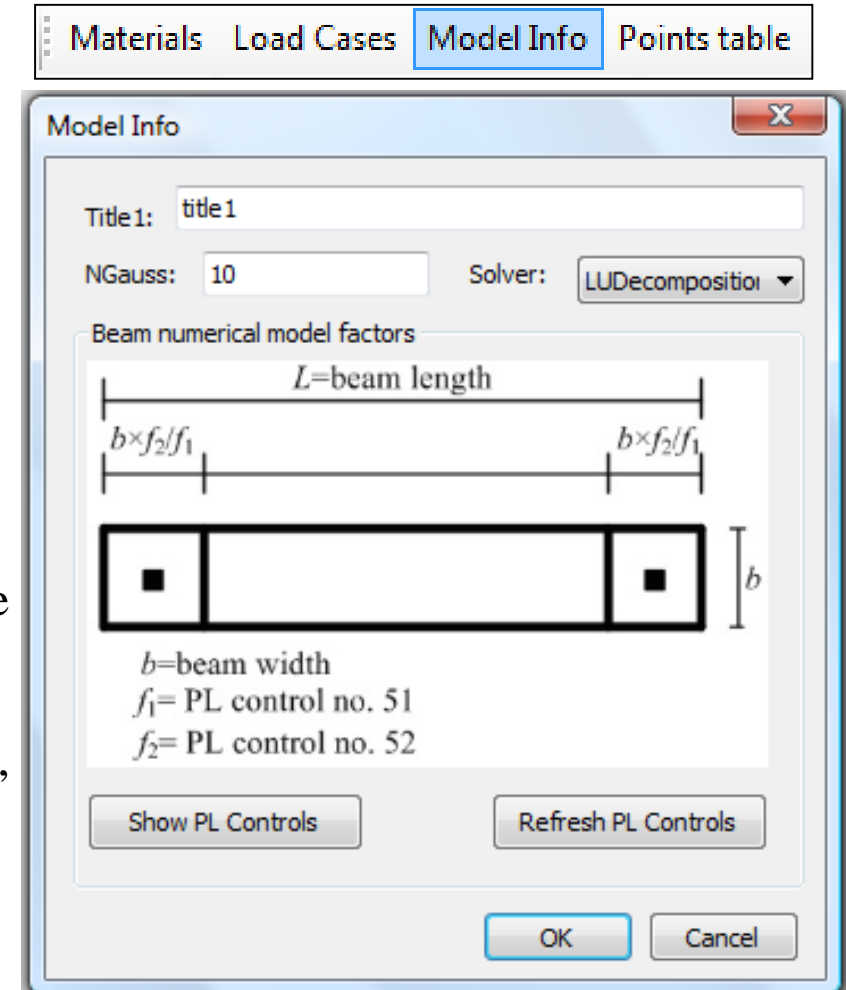 Materials Load Cases Model Info Points table
Model Info
Title1: title1
NGauss: 10 Solver: LUDecomposition
Beam numerical model factors
L=beam length
b×f₂/f₁ b×f₂/f₁
b
b=beam width
f₁= PL control no. 51
f₂= PL control no. 52
e
,
Show PL Controls Refresh PL Controls
OK Cancel